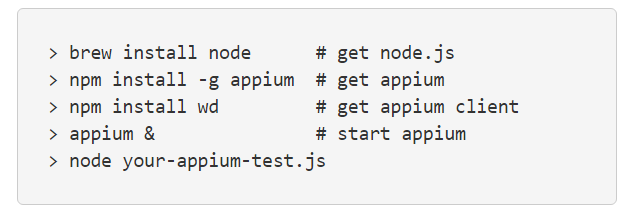 > brew install node      # get node.js
> npm install -g appium  # get appium
> npm install wd         # get appium client
> appium &               # start appium
> node your-appium-test.js